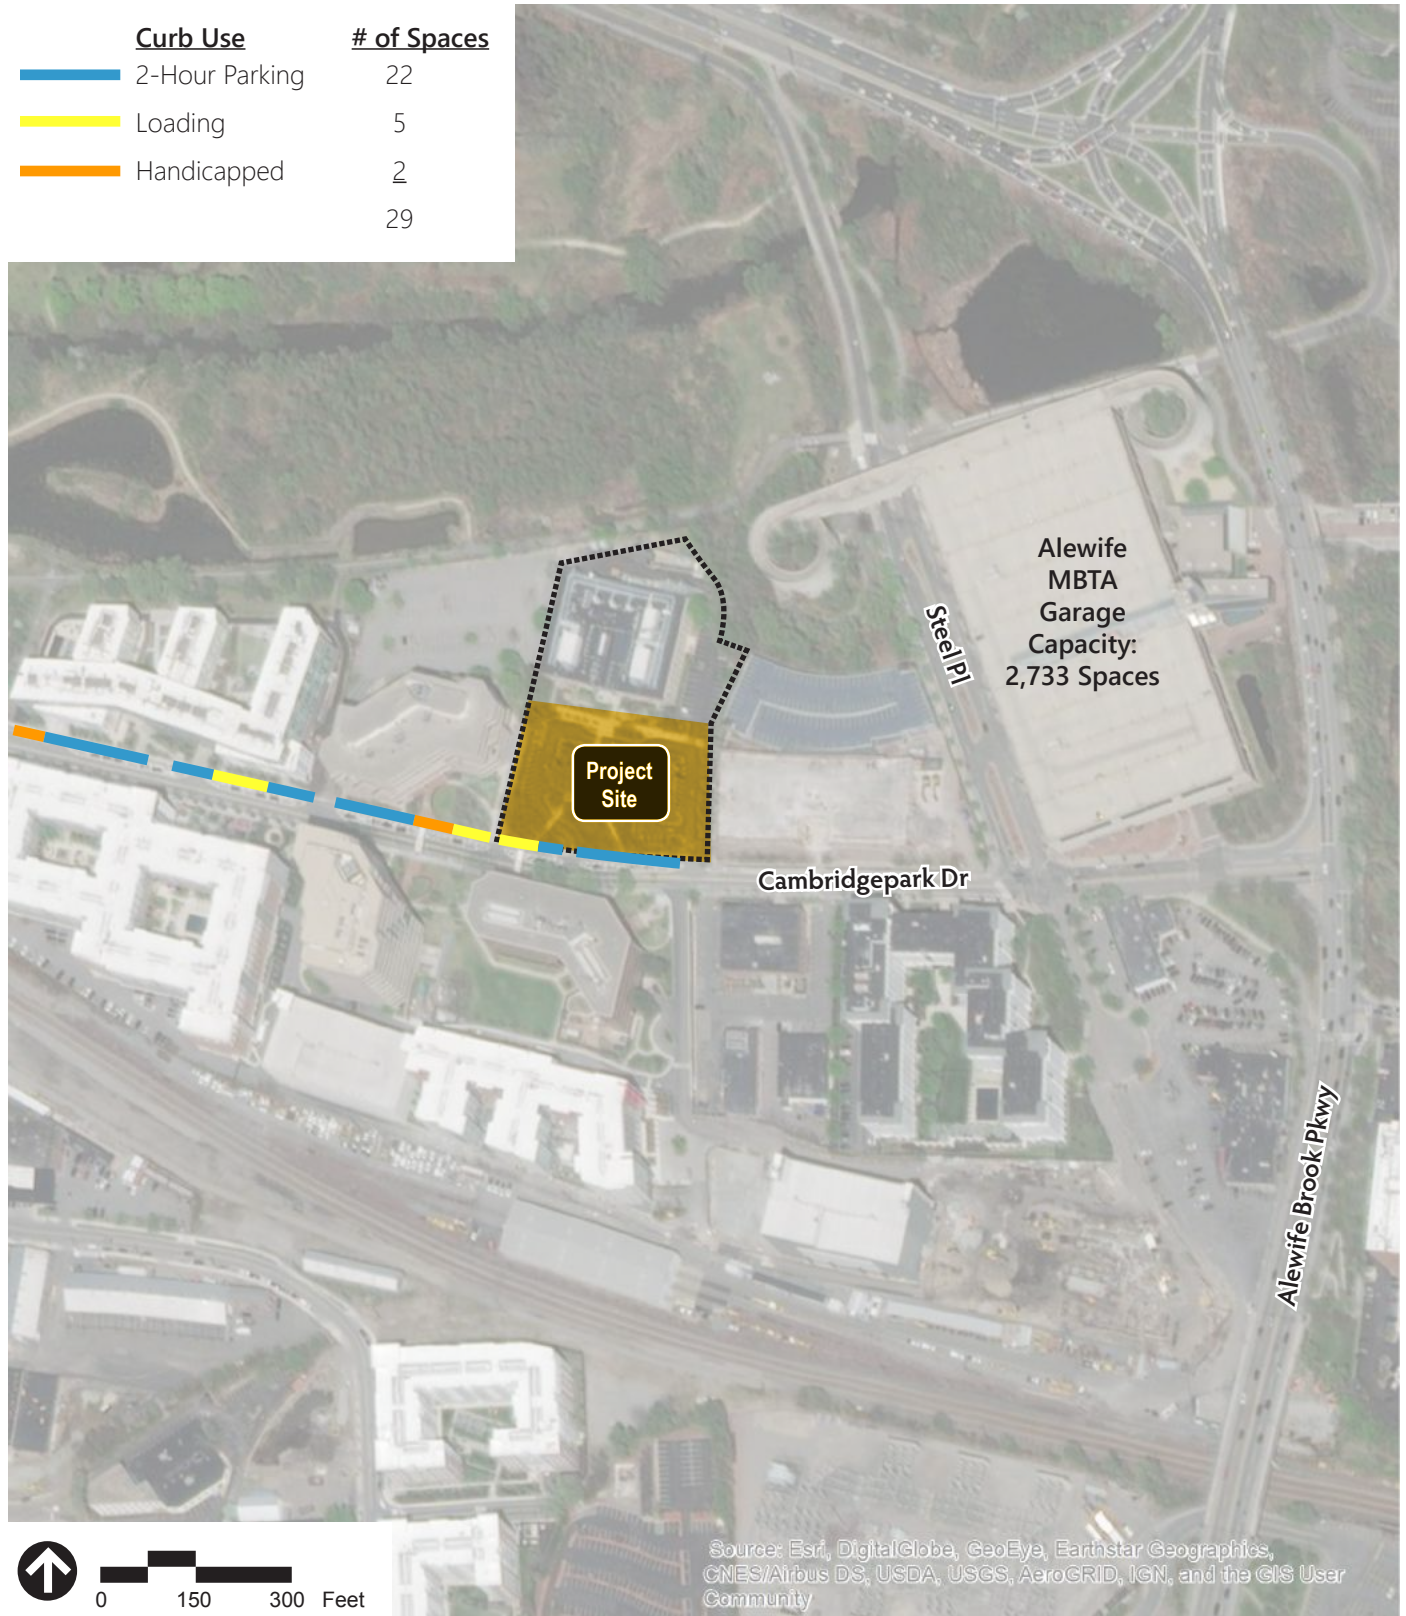 Curb Use # of Spaces
2-Hour Parking 22
Loading 5
Handicapped 2
29
Alewife
MBTA
Garage
Capacity:
2,733 Spaces
Steel Pl
Project
Site
Cambridgepark Dr
Alewife Brook Pkwy
0 150 300 Feet
Source: Esri, DigitalGlobe, GeoEye, Earthstar Geographics,
CNES/Airbus DS, USDA, USGS, AeroGRID, IGN, and the GIS User
Community